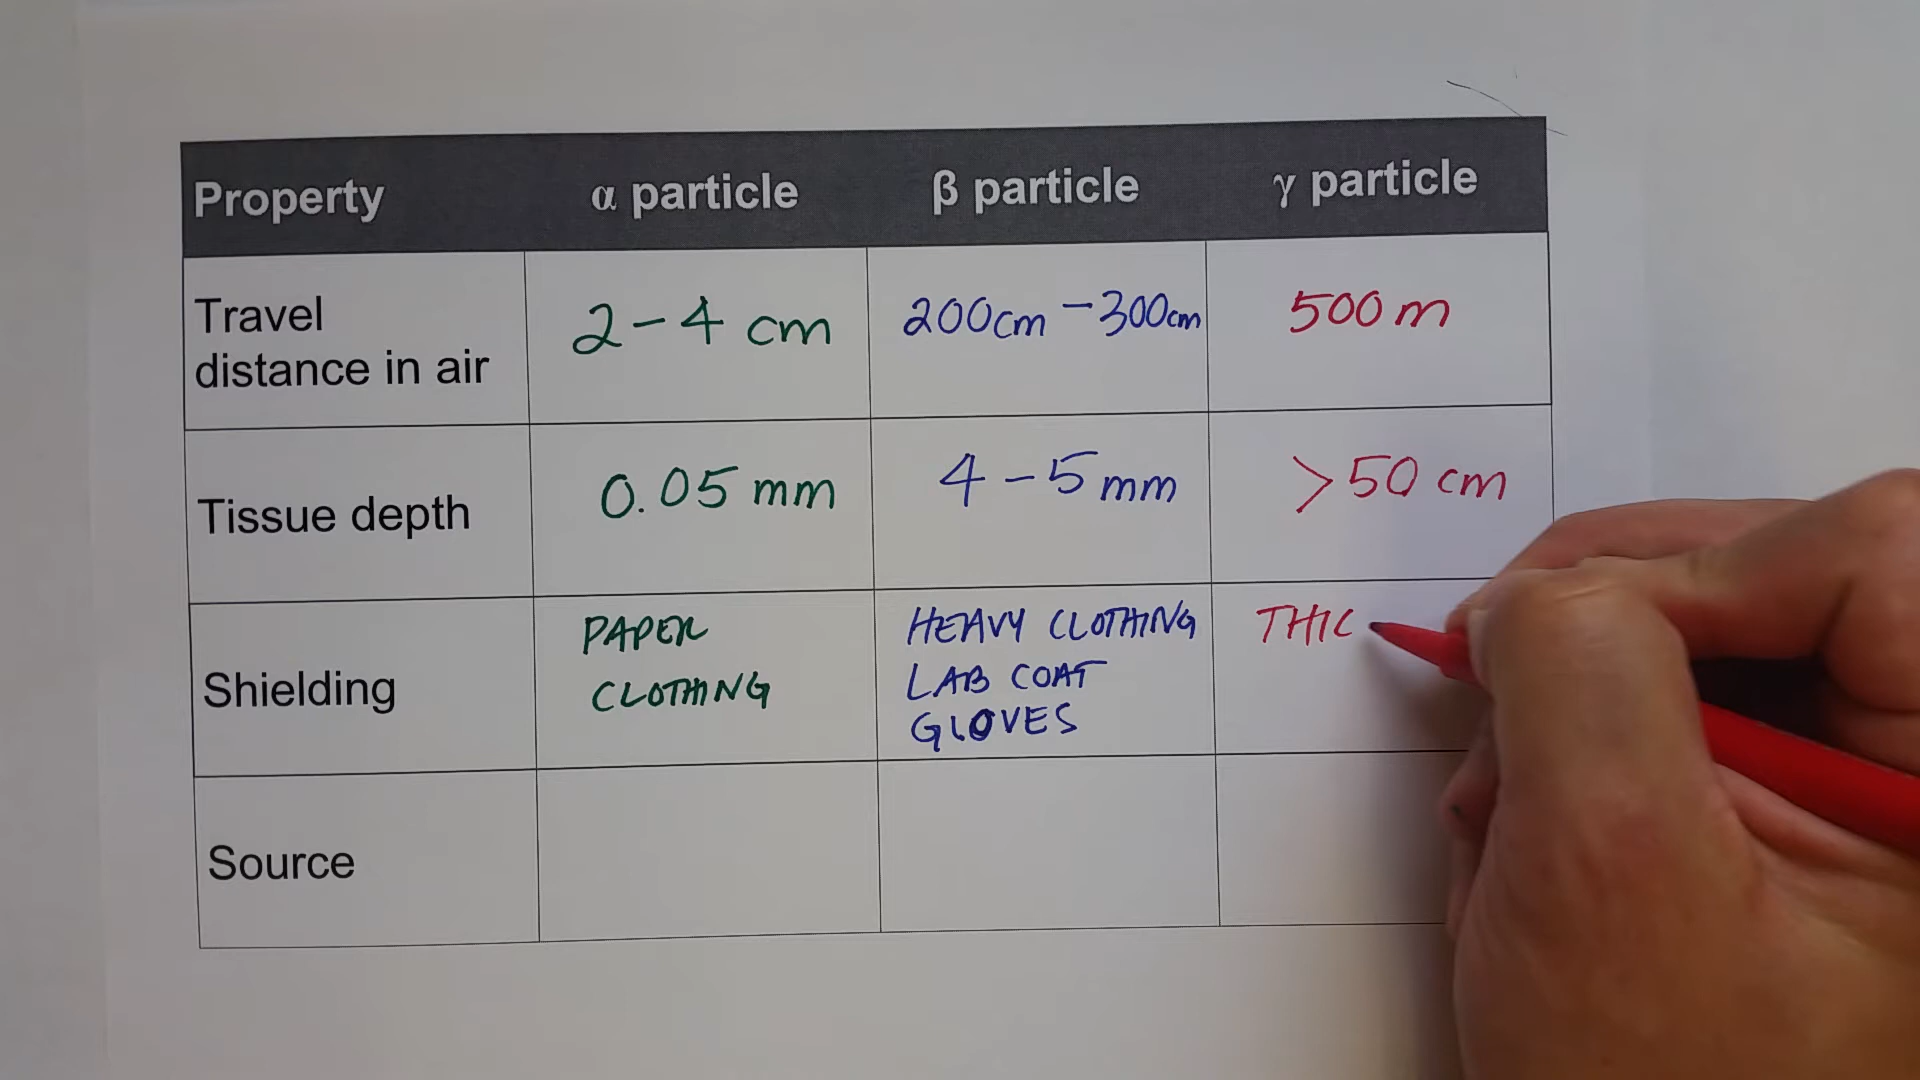 Property α particle β particle γ particle
Travel
distance in air
2-4 cm
200cm - 300cm
500 m
Tissue depth
0.05 mm
4-5 mm
>50 cm
Shielding
PAPER
CLOTHING
HEAVY CLOTHING
LAB COAT
GLOVES
THIC
Source